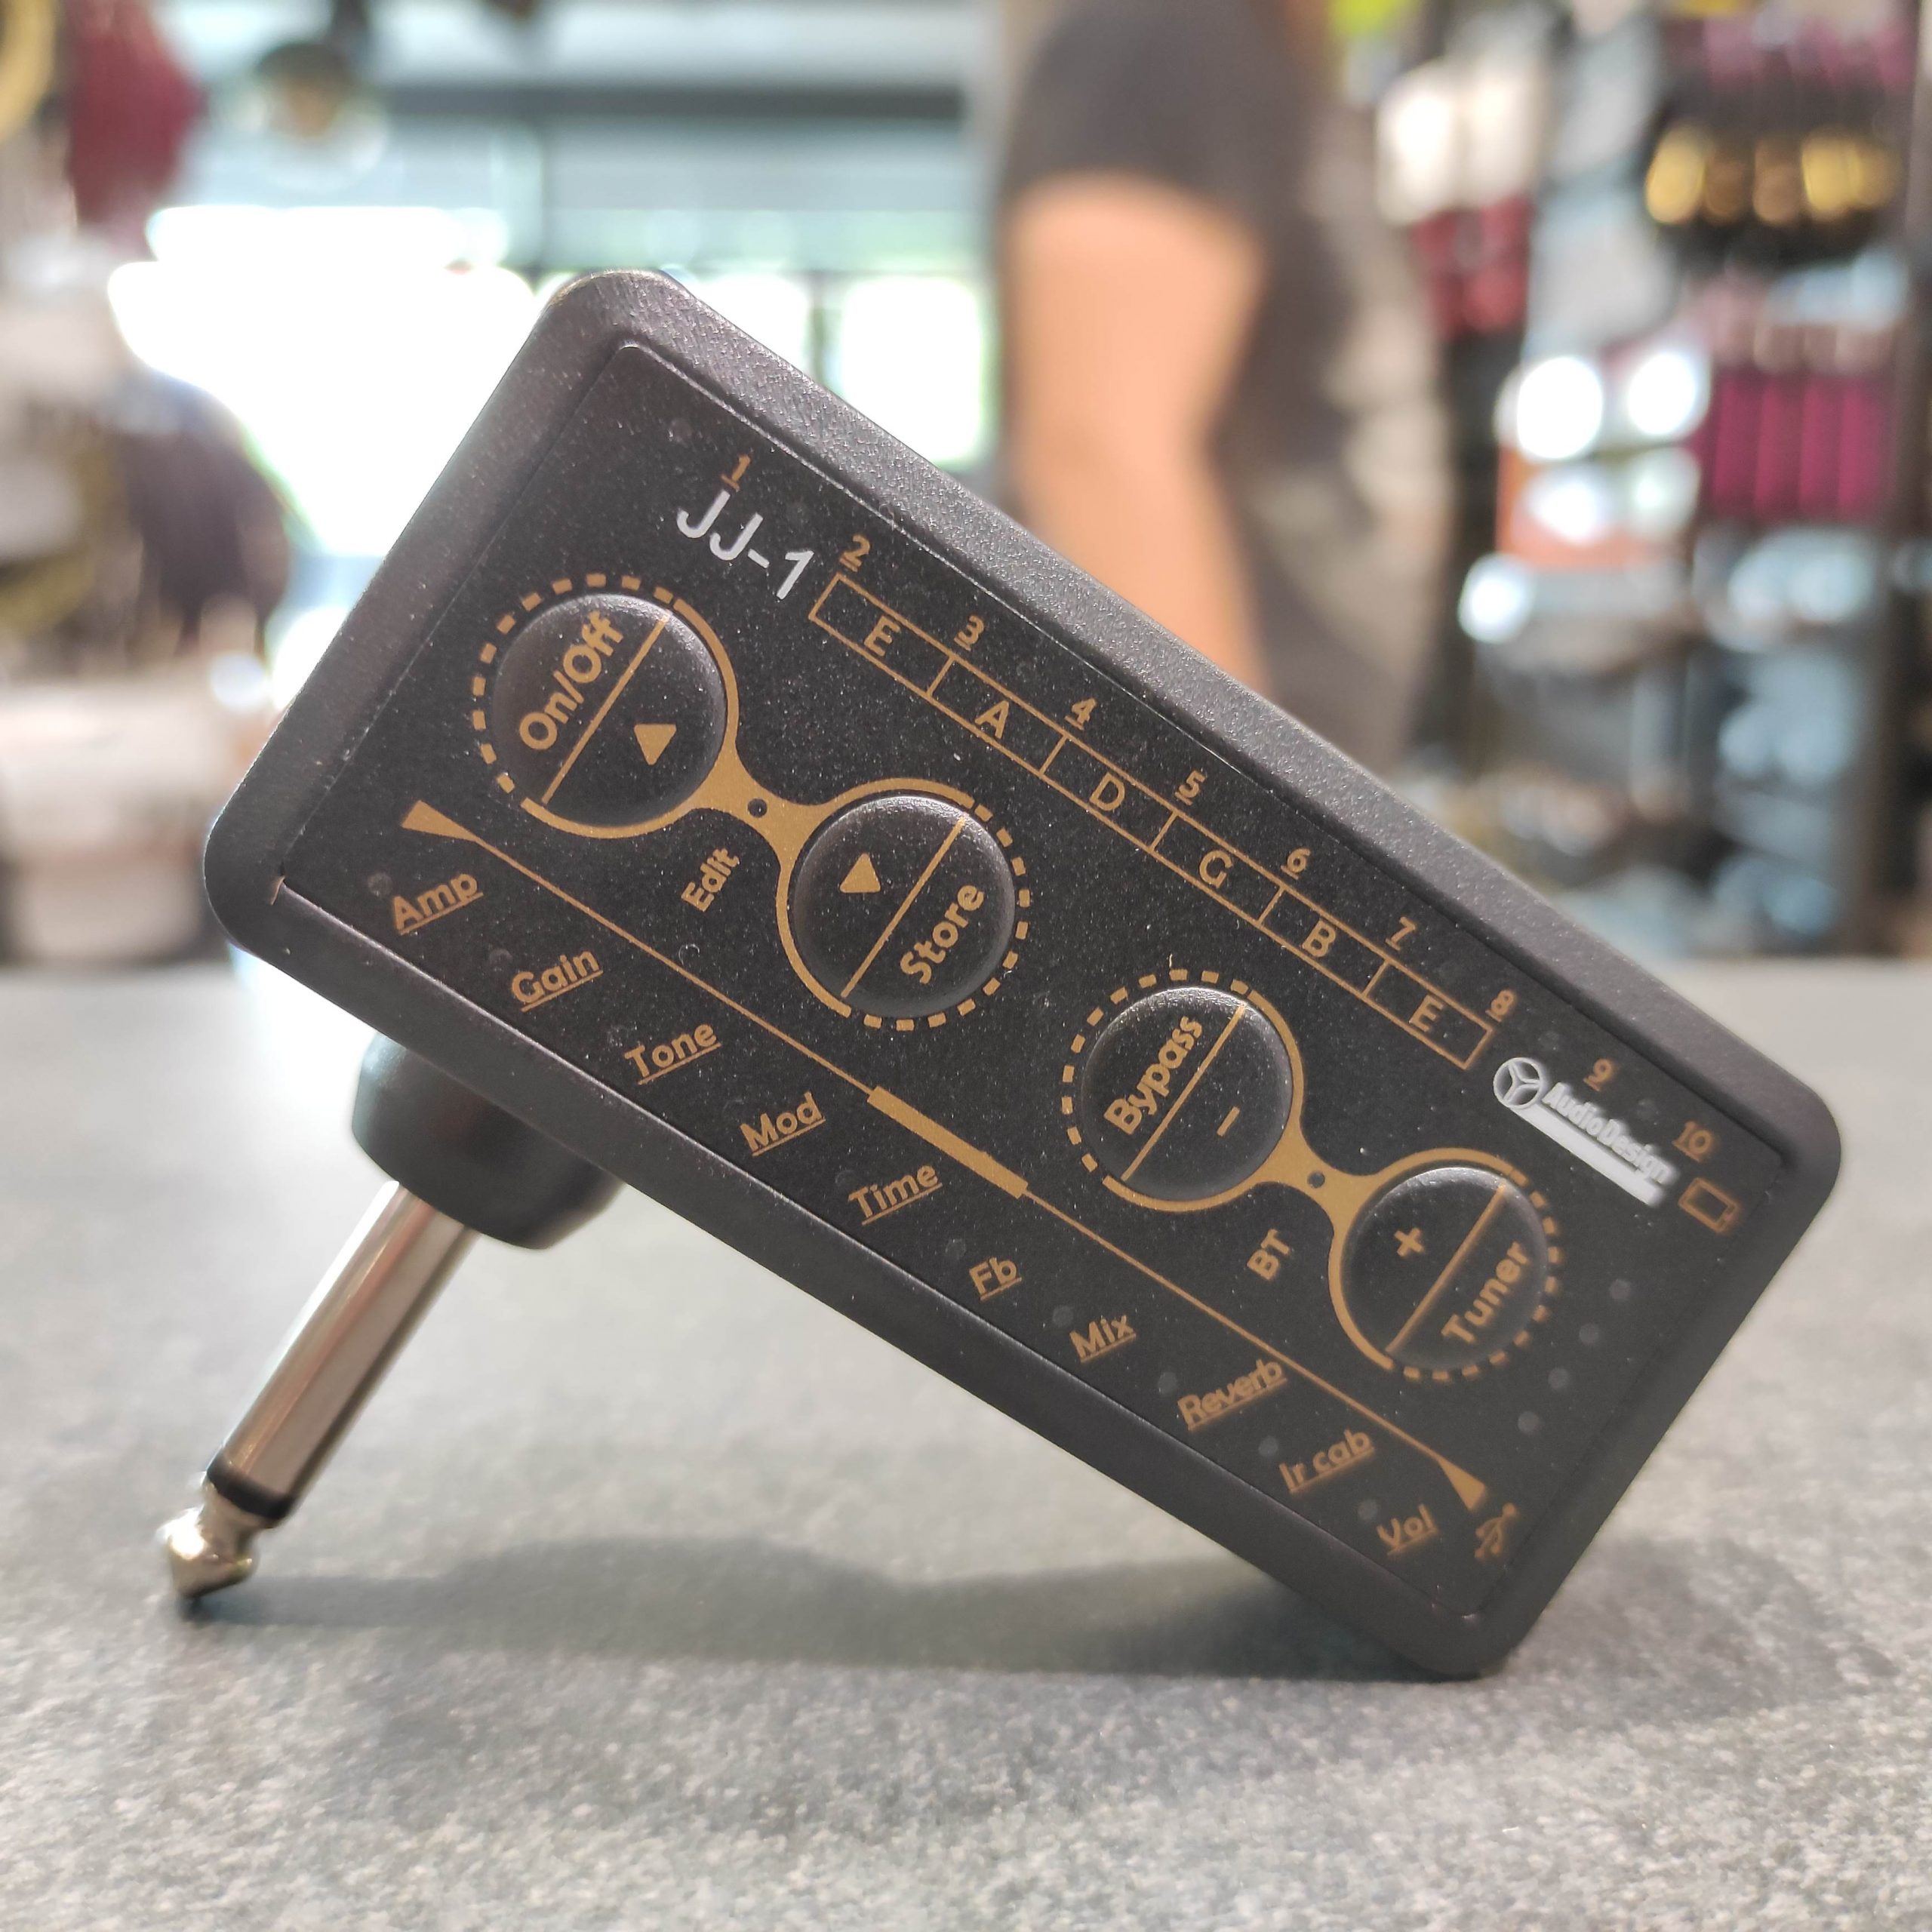 1 2 3 4 5 6 7 8 9 10
JJ-1
E A D G B E
AudioDesign
On/Off
Edit
Store
Bypass
-
BT
+
Tuner
Amp Gain Tone Mod Time Fb Mix Reverb Ir cab Vol